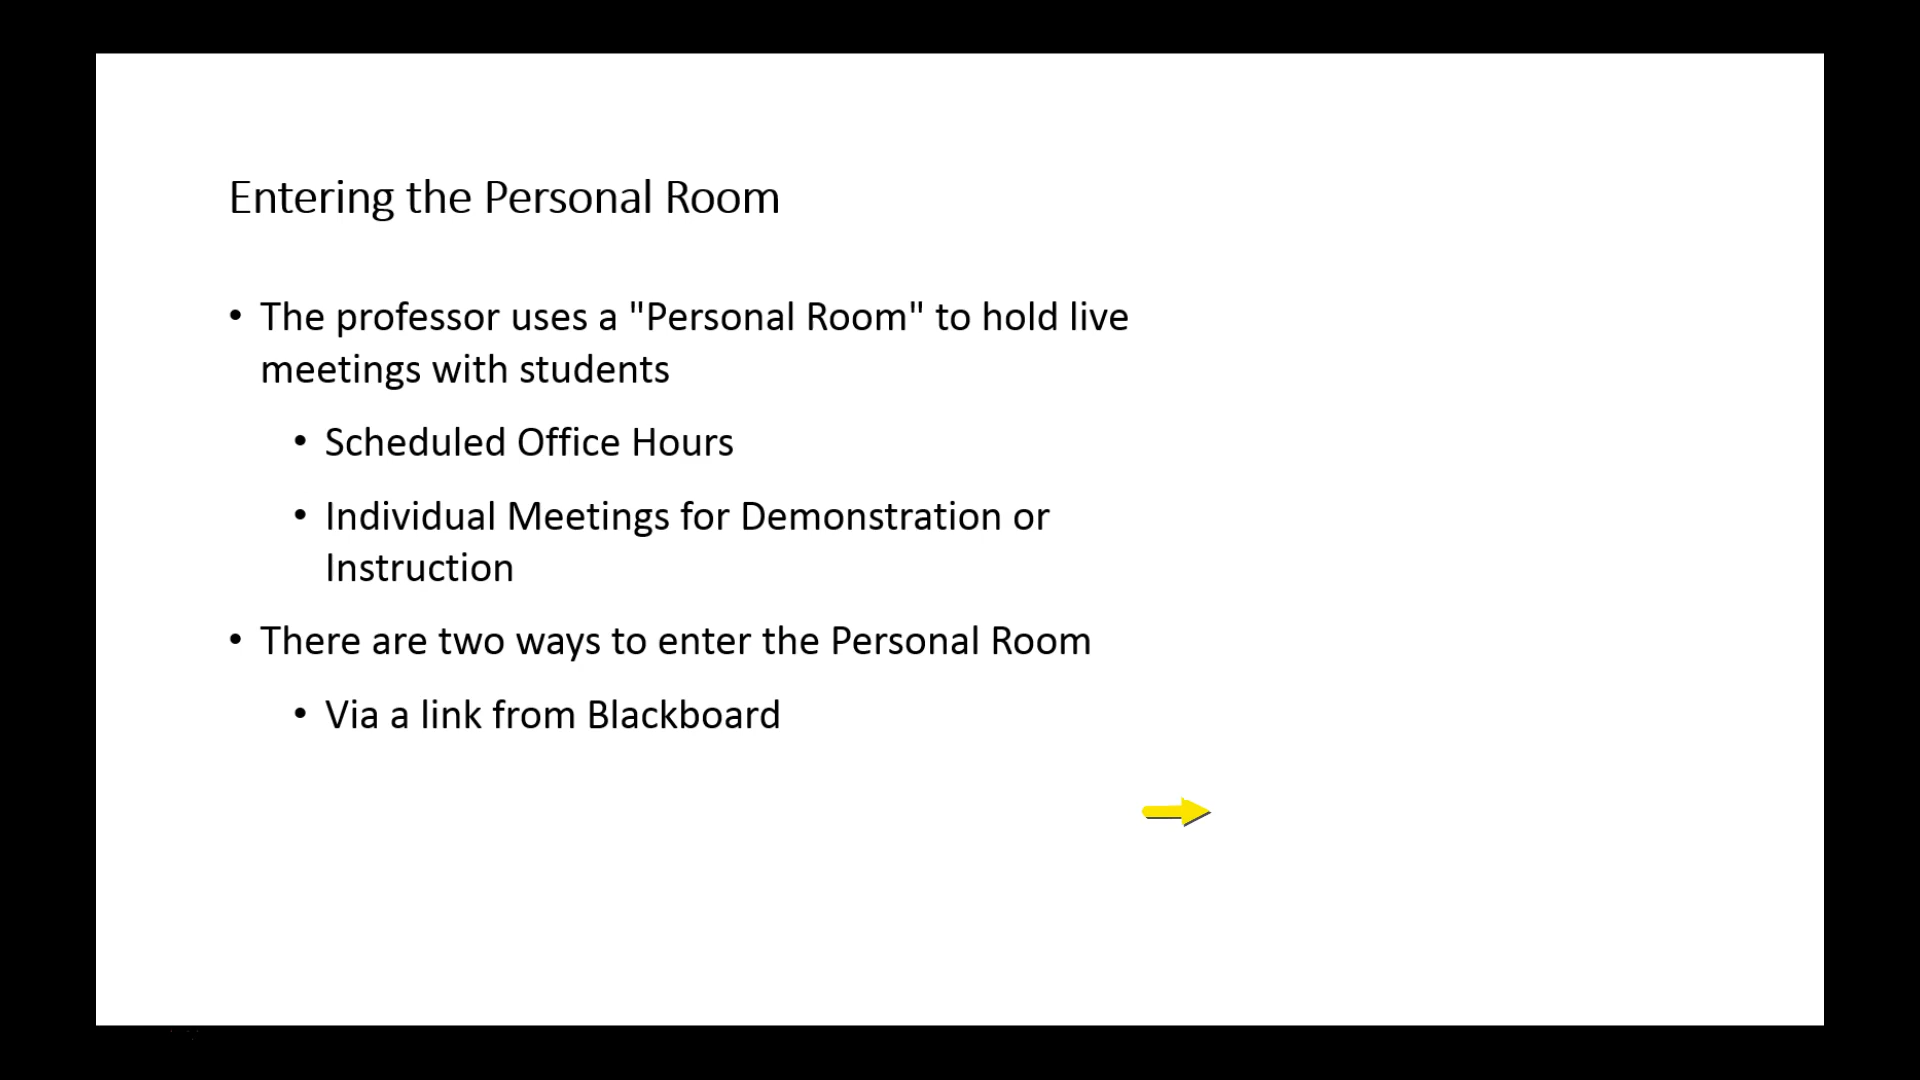 Entering the Personal Room
• The professor uses a "Personal Room" to hold live
meetings with students
• Scheduled Office Hours
• Individual Meetings for Demonstration or
Instruction
• There are two ways to enter the Personal Room
• Via a link from Blackboard